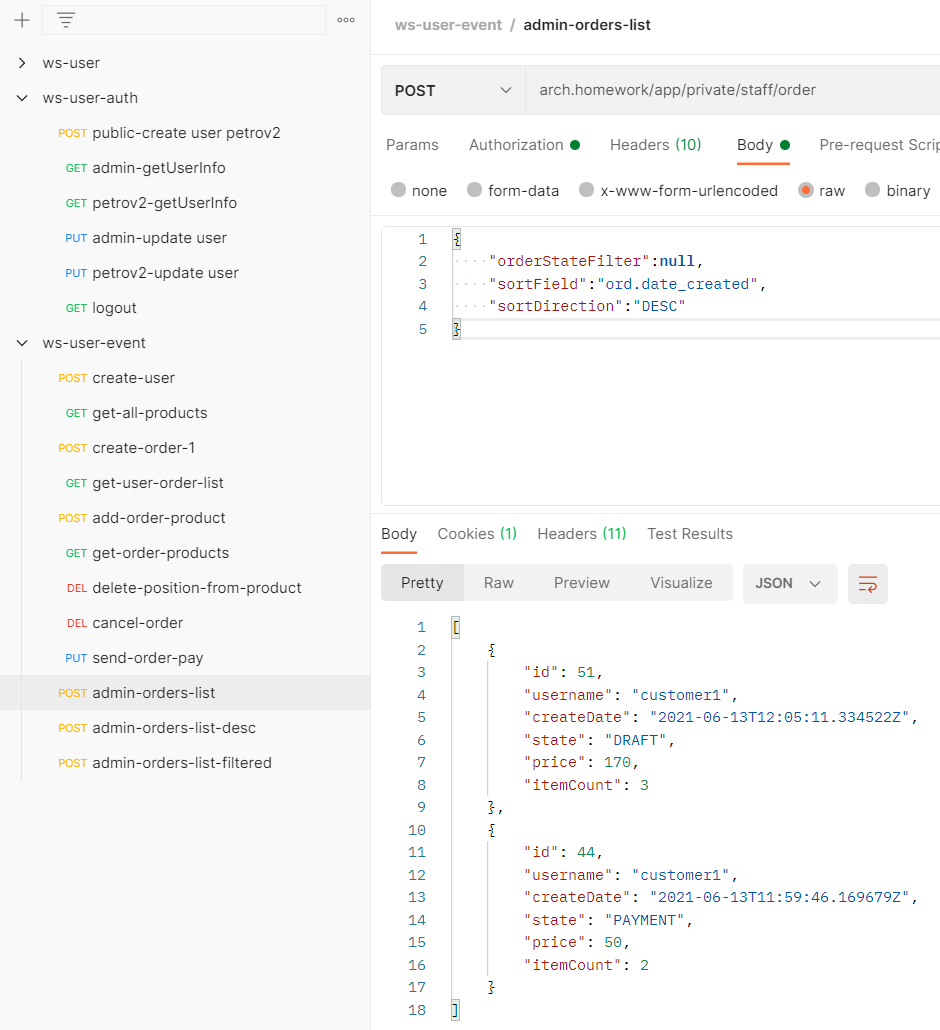 ws-user
ws-user-auth
POST public-create user petrov2
GET admin-getUserInfo
GET petrov2-getUserInfo
PUT admin-update user
PUT petrov2-update user
GET logout
ws-user-event
POST create-user
GET get-all-products
POST create-order-1
GET get-user-order-list
POST add-order-product
GET get-order-products
DEL delete-position-from-product
DEL cancel-order
PUT send-order-pay
POST admin-orders-list
POST admin-orders-list-desc
POST admin-orders-list-filtered
ws-user-event / admin-orders-list
POST arch.homework/app/private/staff/order
Params Authorization Headers (10) Body Pre-request Scrip
none form-data x-www-form-urlencoded raw binary
1 {
2 "orderStateFilter":null,
3 "sortField":"ord.date_created",
4 "sortDirection":"DESC"
5 }
Body Cookies (1) Headers (11) Test Results
Pretty Raw Preview Visualize JSON
1 [
2 {
3 "id": 51,
4 "username": "customer1",
5 "createDate": "2021-06-13T12:05:11.334522Z",
6 "state": "DRAFT",
7 "price": 170,
8 "itemCount": 3
9 },
10 {
11 "id": 44,
12 "username": "customer1",
13 "createDate": "2021-06-13T11:59:46.169679Z",
14 "state": "PAYMENT",
15 "price": 50,
16 "itemCount": 2
17 }
18 ]